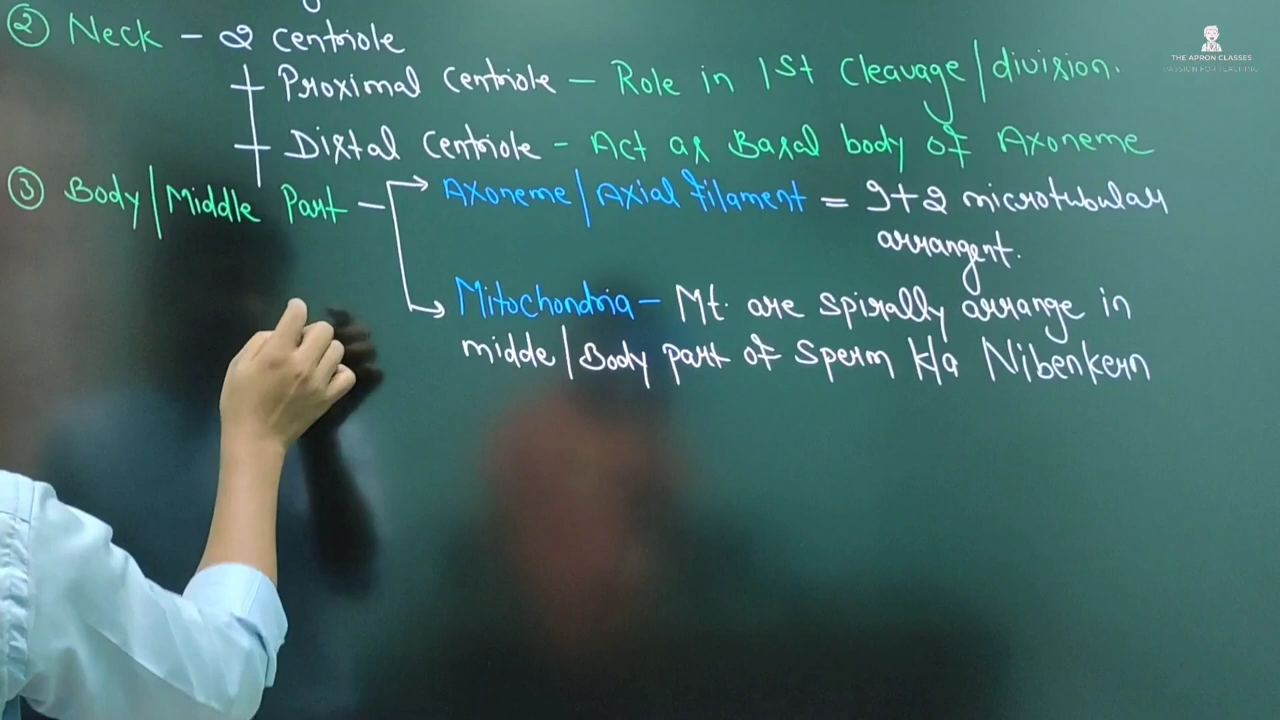 ② Neck - 2 centriole
Proximal Centriole - Role in 1st Cleavage/division.
Distal Centriole - Act as Basal body of Axoneme
③ Body/Middle Part - Axoneme/Axial filament = 9+2 microtubular
arrangent.
Mitochondria - Mt. are spirally arrange in
midde/Body part of Sperm K/a Nibenkern
THE APRON CLASSES
PASSION FOR TEACHING